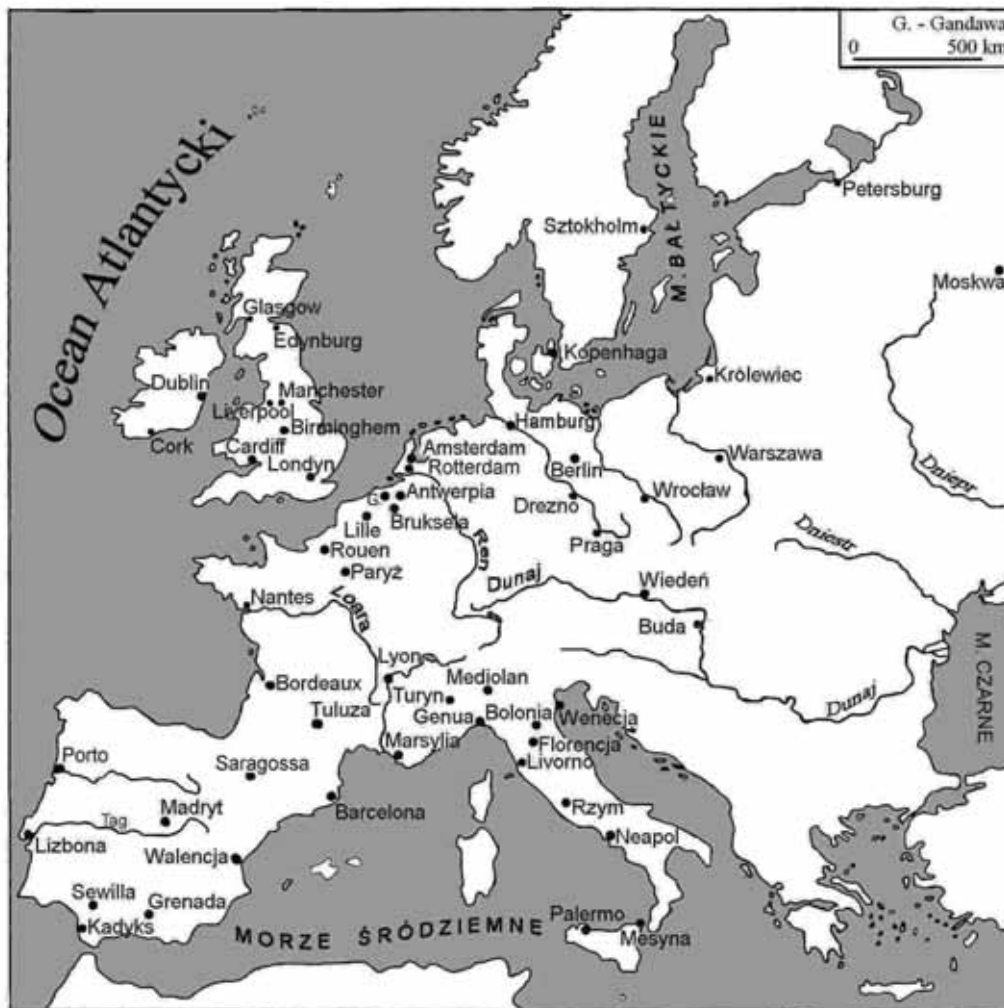 G. - Gandawa
0 500 km
Ocean Atlantycki
M. BAŁTYCKIE
Petersburg
Sztokholm
Moskwa
Glasgow
Edynburg
Kopenhaga
Królewiec
Dublin
Manchester
Liverpool
Birminghem
Hamburg
Cork
Cardiff
Londyn
Amsterdam
Rotterdam
Berlin
Warszawa
Dniepr
G.
Antwerpia
Drezno
Wrocław
Lille
Bruksela
Ren
Praga
Dniestr
Rouen
Paryż
Dunaj
Wiedeń
Nantes
Loara
Buda
M. CZARNE
Lyon
Mediolan
Bordeaux
Turyn
Dunaj
Tuluza
Genua
Bolonia
Wenecja
Marsylia
Florencja
Livorno
Porto
Saragossa
Madryt
Barcelona
Rzym
Tag
Lizbona
Neapol
Walencja
Sewilla
Grenada
Kadyks
Palermo
Mesyna
MORZE ŚRÓDZIEMNE